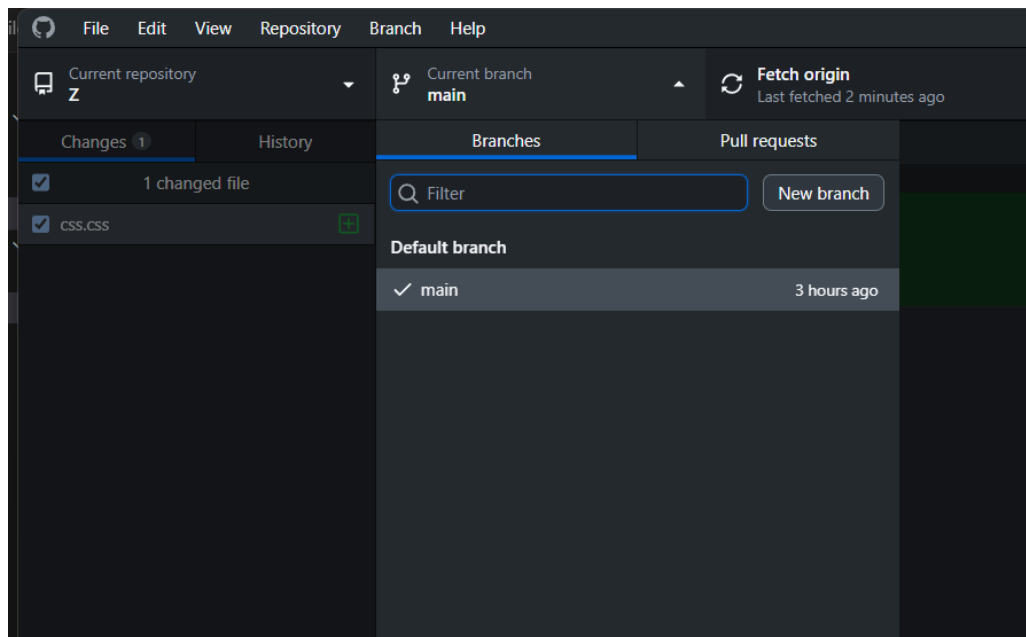 File Edit View Repository Branch Help
Current repository
Z
Current branch
main
Fetch origin
Last fetched 2 minutes ago
Changes 1
History
Branches
Pull requests
1 changed file
Filter
New branch
css.css
Default branch
main
3 hours ago